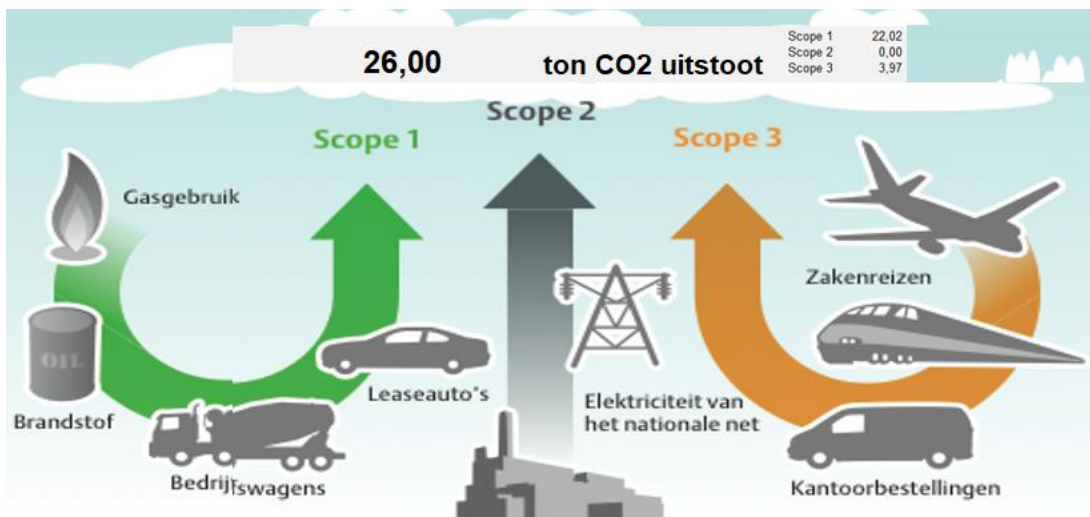 26,00 ton CO2 uitstoot
Scope 1 22,02
Scope 2 0,00
Scope 3 3,97
Scope 1
Scope 2
Scope 3
Gasgebruik
OIL
Brandstof
Bedrijfswagens
Leaseauto's
Elektriciteit van
het nationale net
Zakenreizen
Kantoorbestellingen